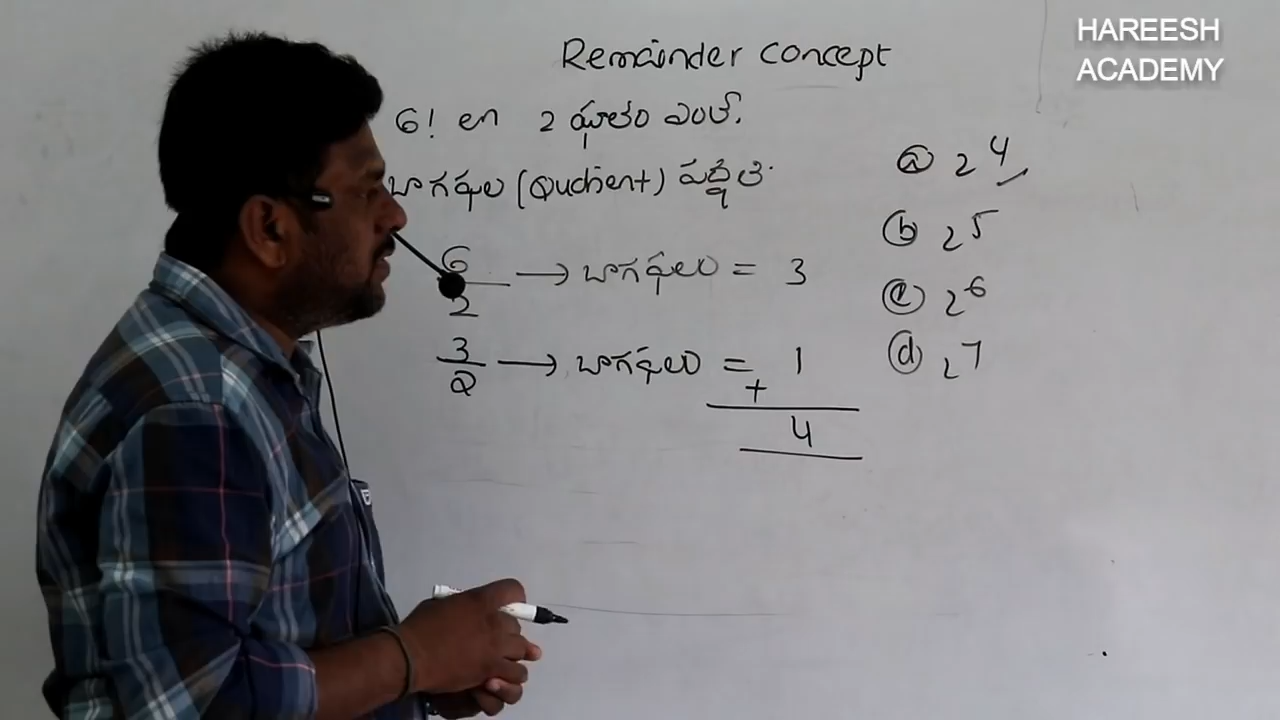 HAREESH
ACADEMY
Remainder concept
6! లో 2 ఘాతం ఎంత.
బాగఫల (Quotient) పద్దతి
6/2 → బాగఫలం = 3
3/2 → బాగఫలం = 1
+
4
ⓐ 2⁴
ⓑ 2⁵
ⓒ 2⁶
ⓓ 2⁷